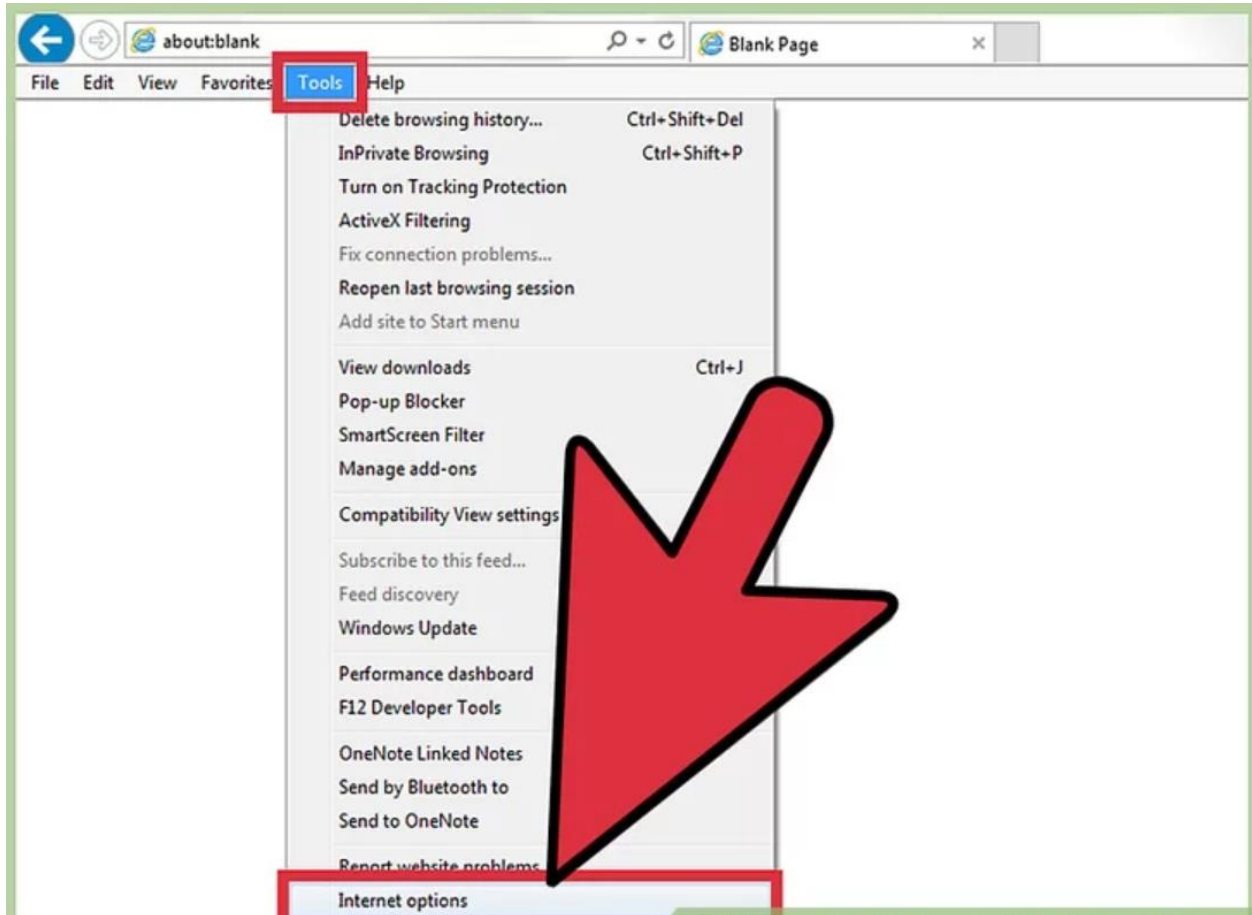 about:blank
Blank Page
File Edit View Favorites Tools Help
Delete browsing history... Ctrl+Shift+Del
InPrivate Browsing Ctrl+Shift+P
Turn on Tracking Protection
ActiveX Filtering
Fix connection problems...
Reopen last browsing session
Add site to Start menu
View downloads Ctrl+J
Pop-up Blocker
SmartScreen Filter
Manage add-ons
Compatibility View settings
Subscribe to this feed...
Feed discovery
Windows Update
Performance dashboard
F12 Developer Tools
OneNote Linked Notes
Send by Bluetooth to
Send to OneNote
Report website problems
Internet options